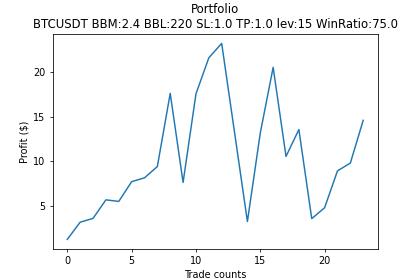 Portfolio
BTCUSDT BBM:2.4 BBL:220 SL:1.0 TP:1.0 lev:15 WinRatio:75.0
20
15
10
5
Profit ($)
0
5
10
15
20
Trade counts